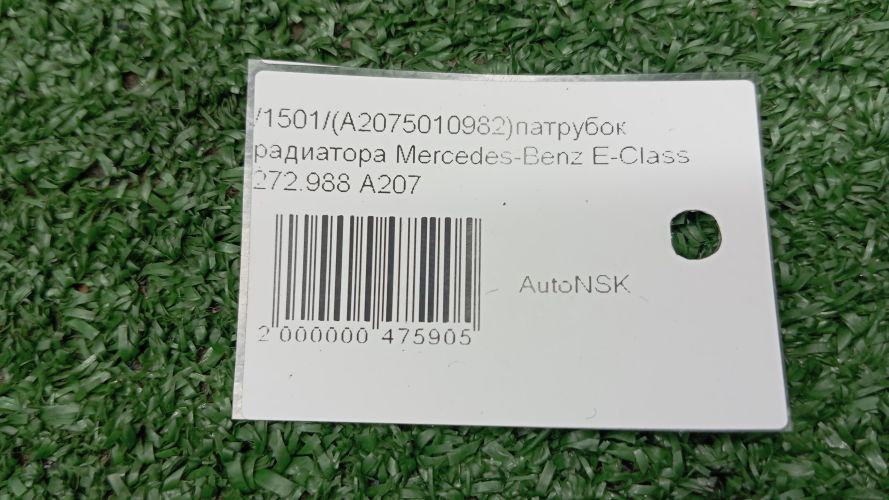 /1501/(A2075010982)патрубок
радиатора Mercedes-Benz E-Class
272.988 A207
AutoNSK
2 000000 475905